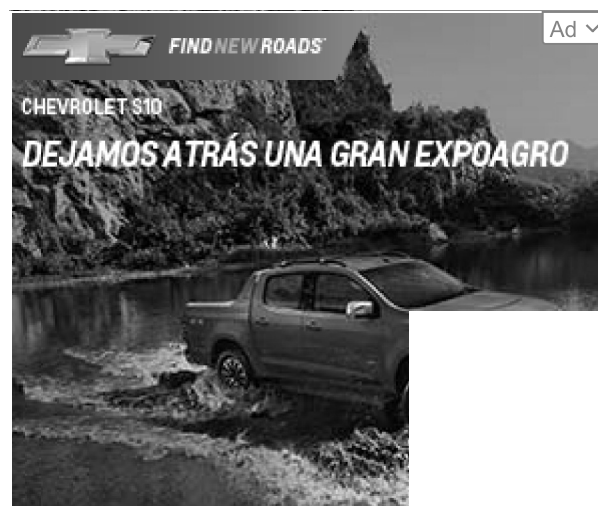 FIND NEW ROADS
Ad
CHEVROLET S10
DEJAMOS ATRÁS UNA GRAN EXPOAGRO